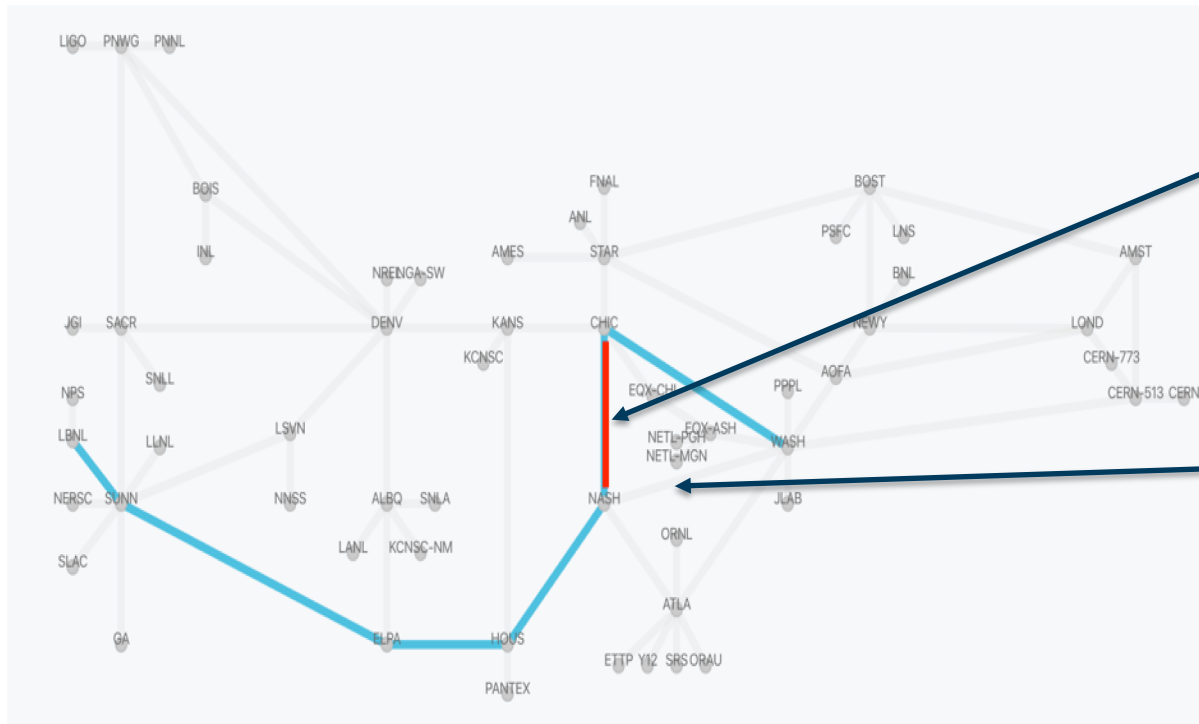 LIGO PNWG PNNL
FNAL
BOST
BOIS
ANL
PSFC LNS
INL AMES STAR AMST
NREL NGA-SW BNL
JGI SACR DENV KANS CHIC NEWY LOND
KCNSC CERN-773
SNLL AOFA
NPS EQX-CHI PPPL CERN-513 CERN
LSVN EQX-ASH
LBNL LLNL NETL-PGH WASH
NETL-MGN
NERSC SUNN NNSS ALBQ SNLA NASH JLAB
ORNL
LANL KCNSC-NM
SLAC
ATLA
GA ELPA HOUS
ETTP Y12 SRS ORAU
PANTEX